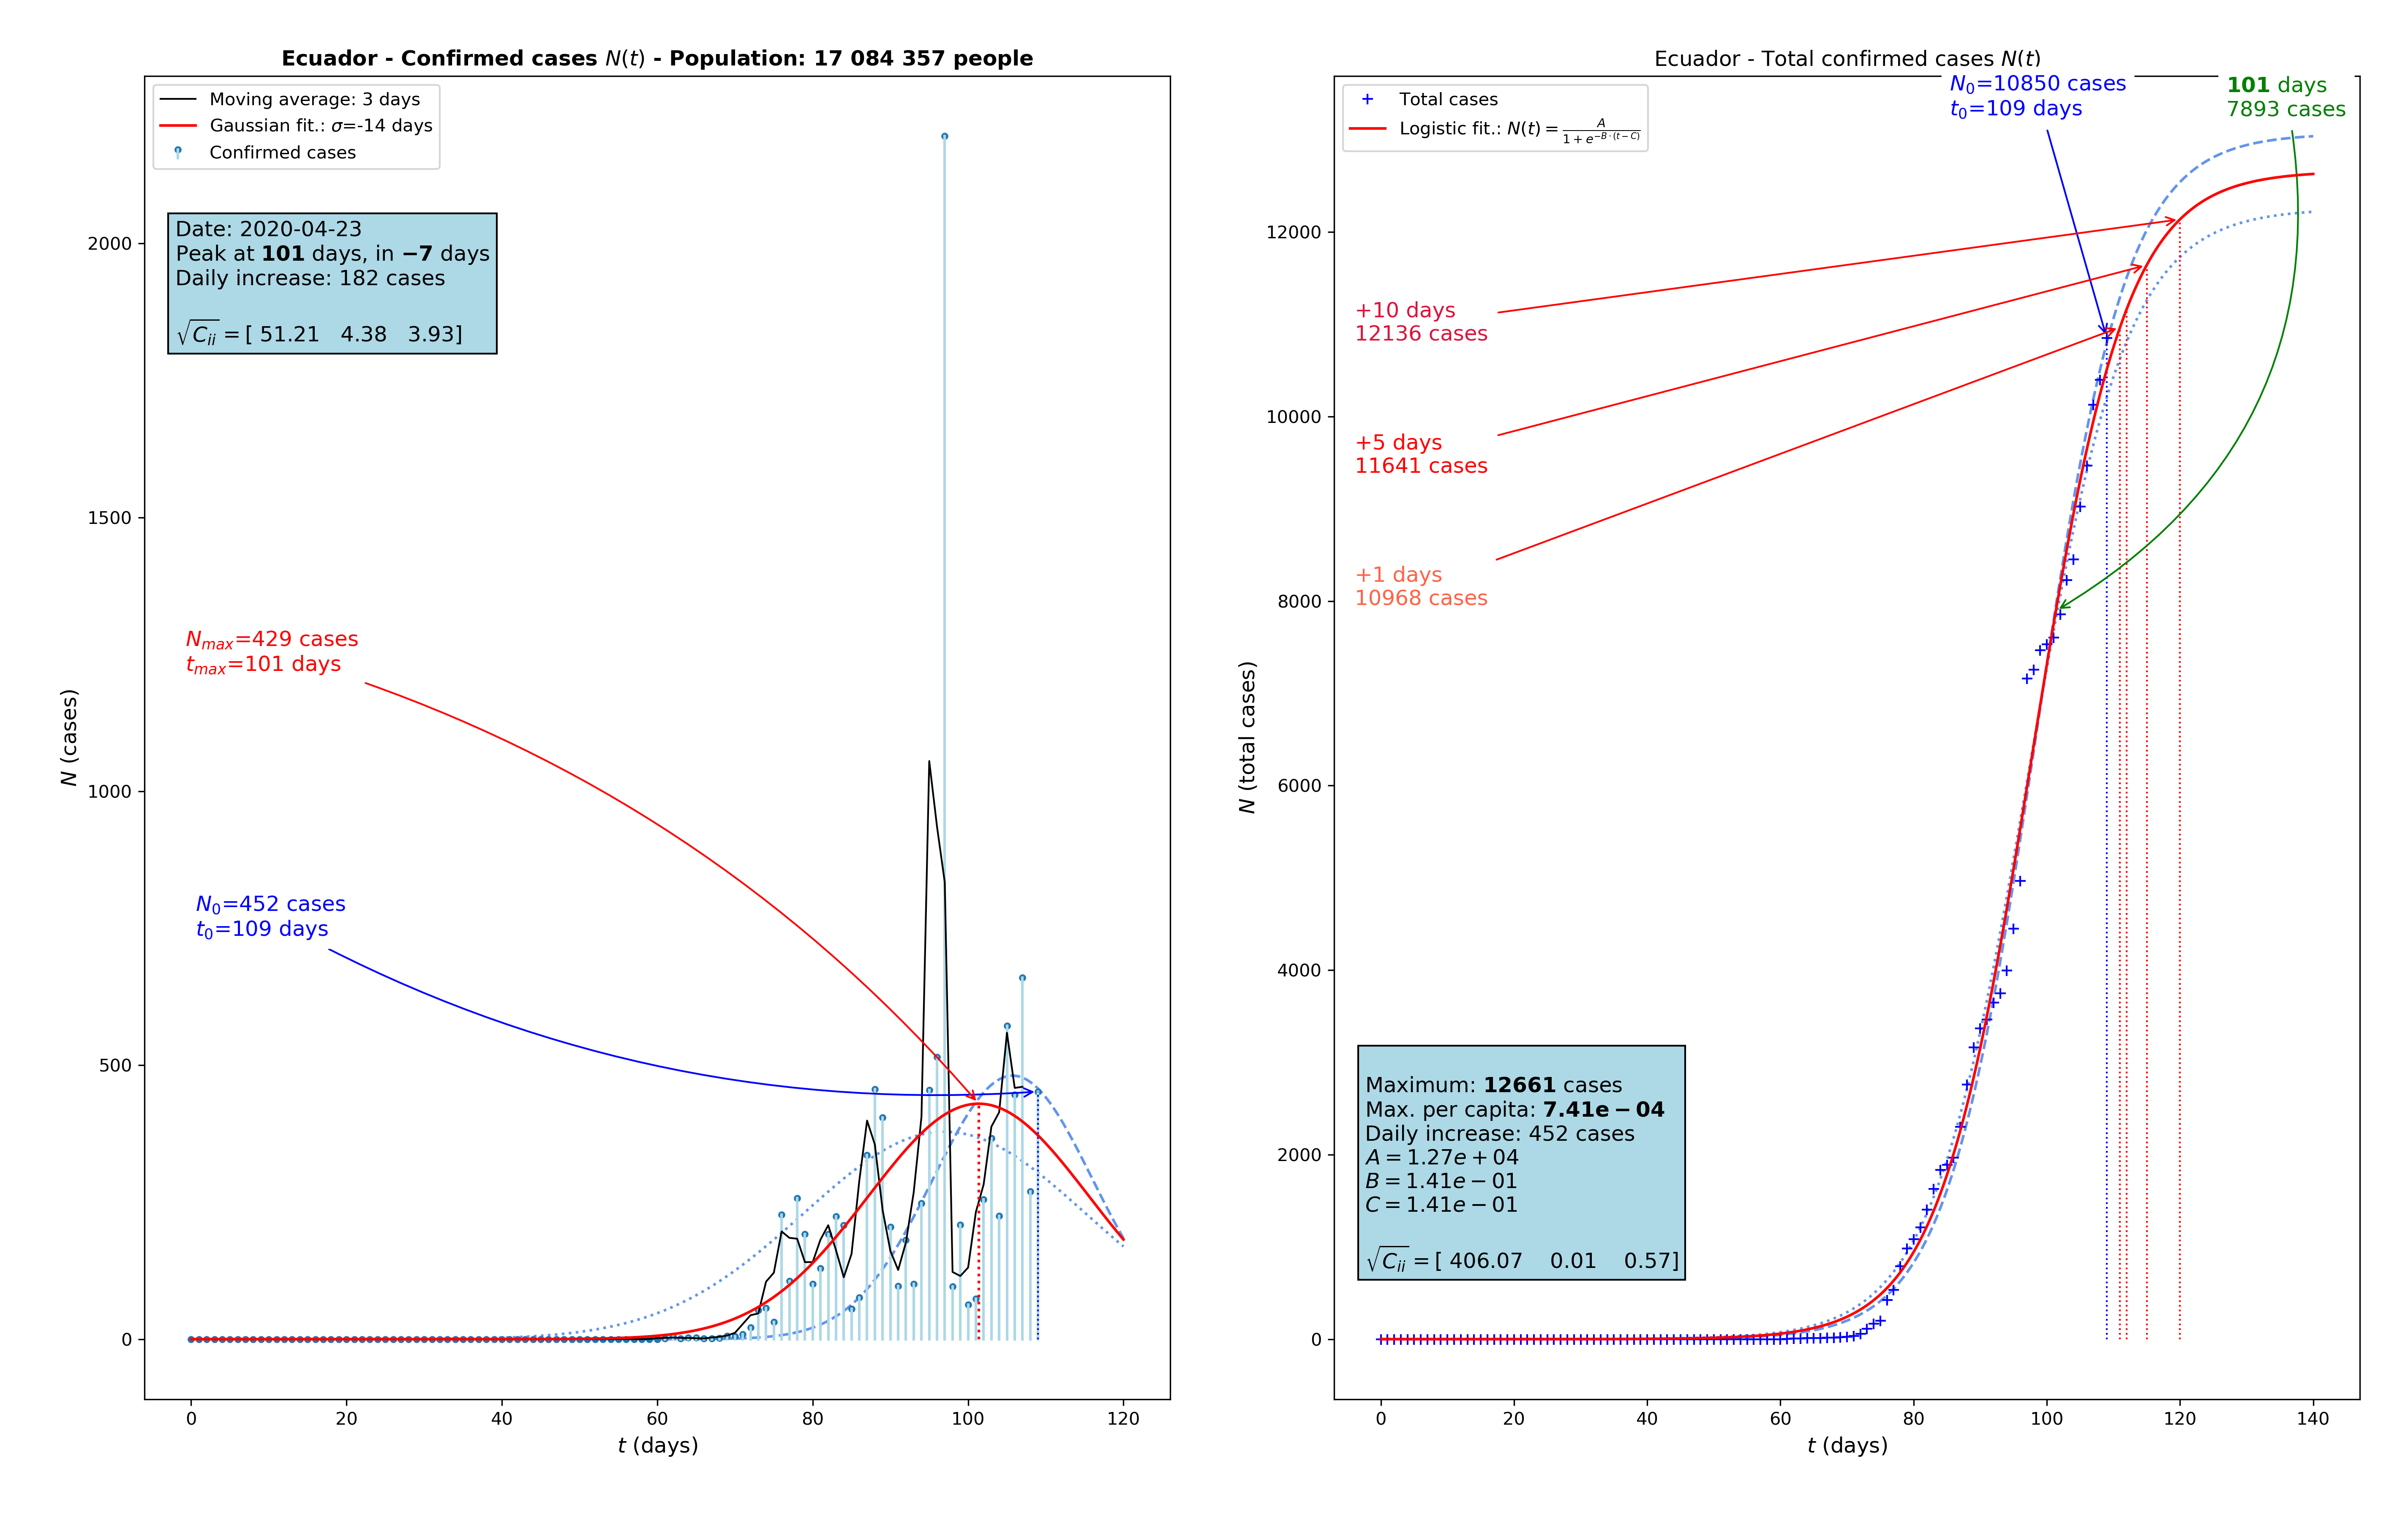 Ecuador - Confirmed cases N(t) - Population: 17 084 357 people
Moving average: 3 days
Gaussian fit.: σ=-14 days
Confirmed cases
Date: 2020-04-23
Peak at 101 days, in −7 days
Daily increase: 182 cases
√C_ii = [ 51.21 4.38 3.93]
N_max=429 cases
t_max=101 days
N_0=452 cases
t_0=109 days
2000
1500
1000
500
0
N (cases)
0 20 40 60 80 100 120
t (days)
Ecuador - Total confirmed cases N(t)
Total cases
Logistic fit.: N(t) = A / (1 + e^{−B·(t−C)})
N_0=10850 cases
t_0=109 days
101 days
7893 cases
+10 days
12136 cases
+5 days
11641 cases
+1 days
10968 cases
Maximum: 12661 cases
Max. per capita: 7.41e − 04
Daily increase: 452 cases
A = 1.27e + 04
B = 1.41e − 01
C = 1.41e − 01
√C_ii = [ 406.07 0.01 0.57]
12000
10000
8000
6000
4000
2000
0
N (total cases)
0 20 40 60 80 100 120 140
t (days)